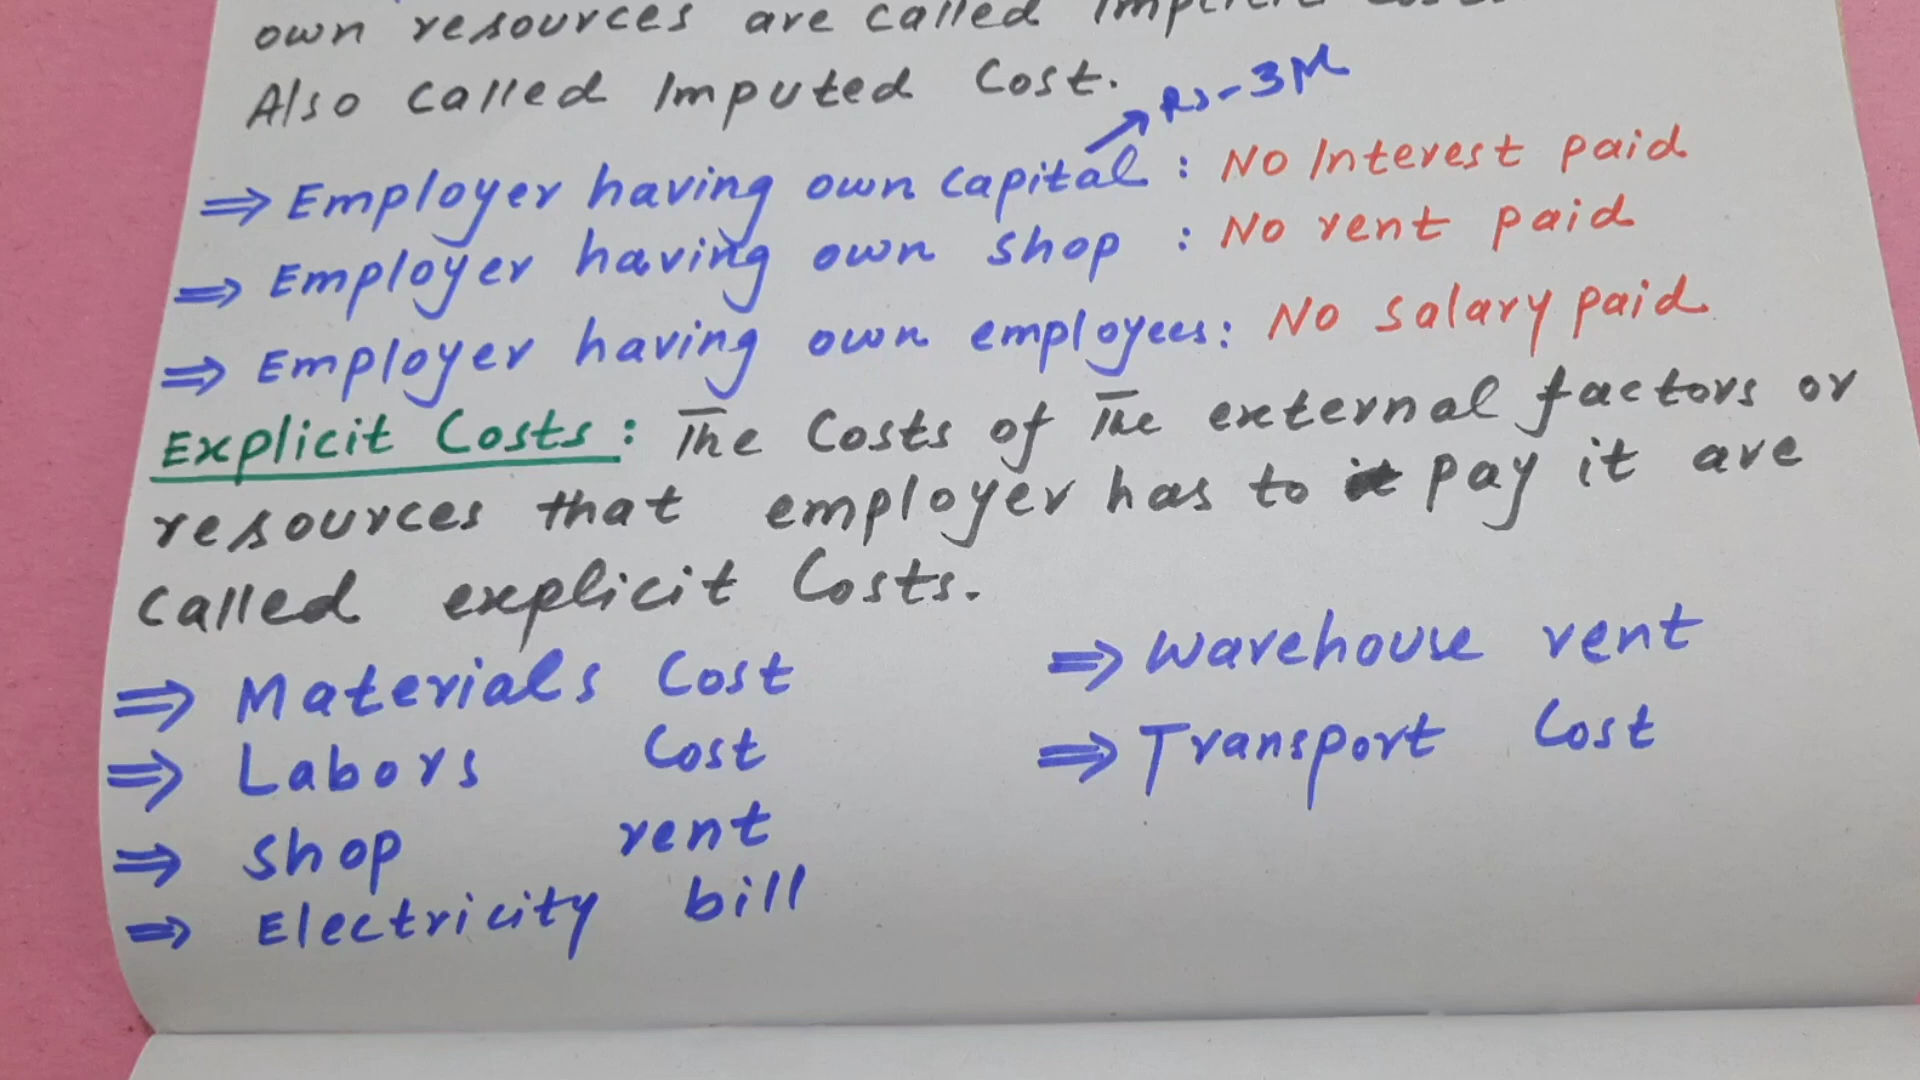 own resources are called Implicit Costs
Also called Imputed Cost.
Rs-3M
⇒ Employer having own capital : No Interest paid
⇒ Employer having own shop : No rent paid
⇒ Employer having own employees: No salary paid
Explicit Costs: The Costs of The external factors or
resources that employer has to pay it are
called explicit Costs.
⇒ Materials Cost
⇒ Labors Cost
⇒ Shop rent
⇒ Electricity bill
⇒ Warehouse rent
⇒ Transport Cost